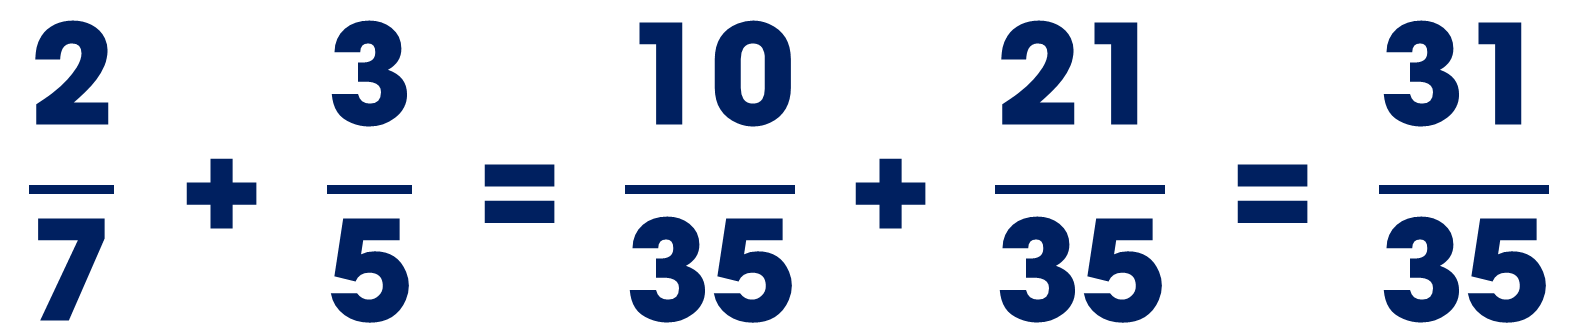 2/7 + 3/5 = 10/35 + 21/35 = 31/35